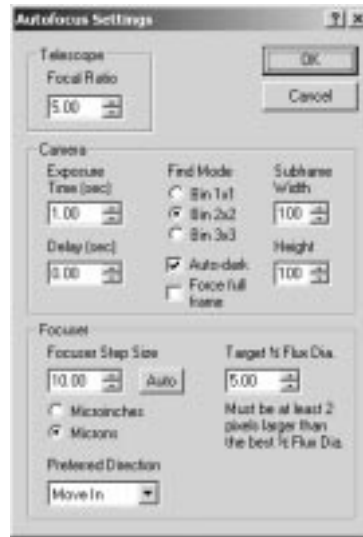 Autofocus Settings
Telescope
Focal Ratio
5.00
OK
Cancel
Camera
Exposure
Time (sec)
1.00
Delay (sec)
0.00
Find Mode
Bin 1x1
Bin 2x2
Bin 3x3
Auto-dark
Force full
frame
Subframe
Width
100
Height
100
Focuser
Focuser Step Size
10.00
Auto
Microinches
Microns
Preferred Direction
Move In
Target ½ Flux Dia.
5.00
Must be at least 2
pixels larger than
the best ½ Flux Dia.